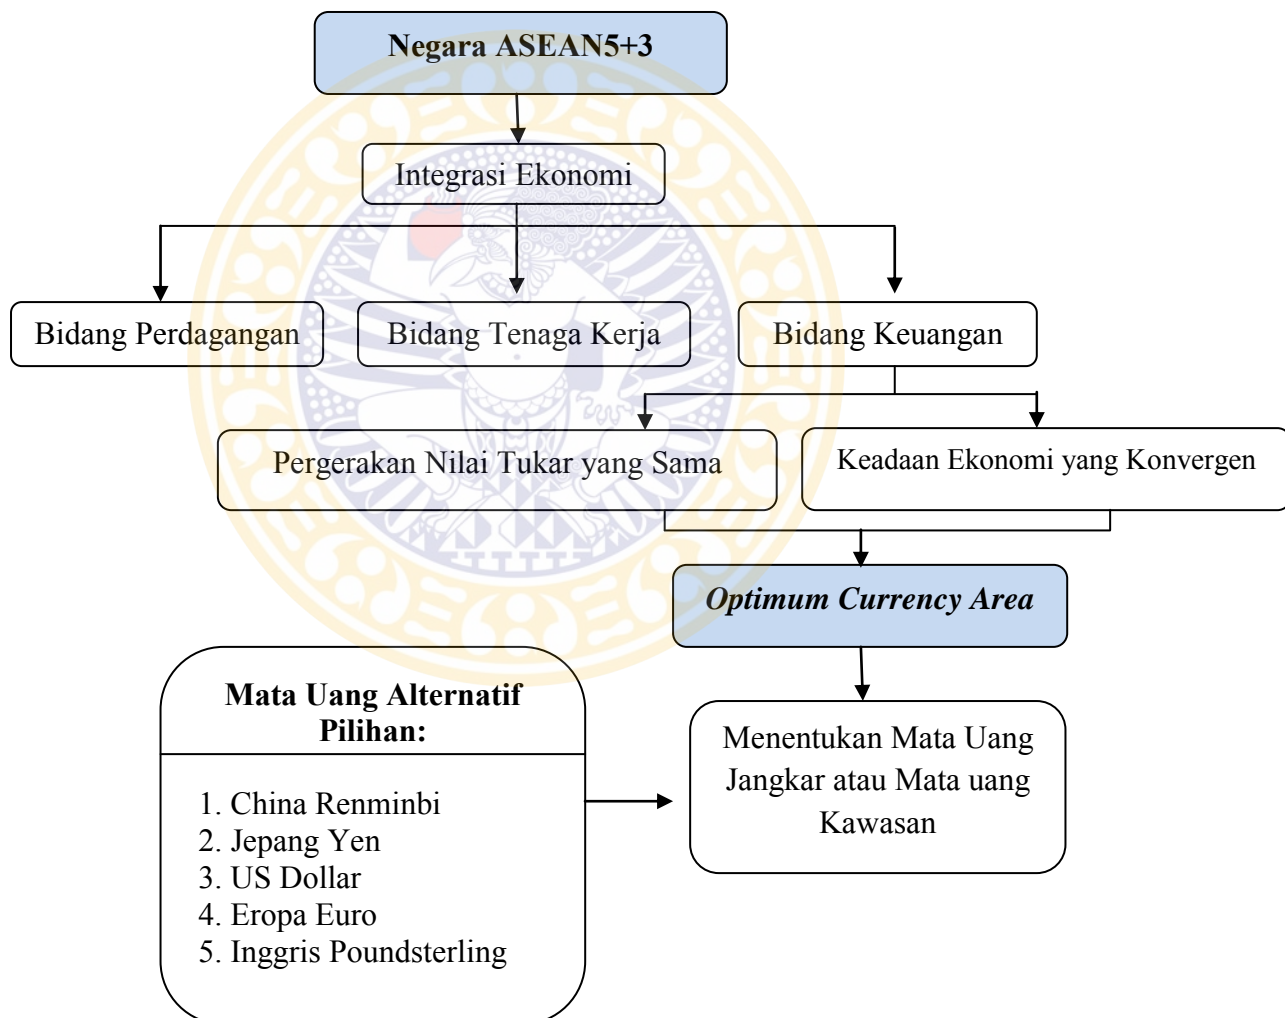 Negara ASEAN5+3
Integrasi Ekonomi
Bidang Perdagangan
Bidang Tenaga Kerja
Bidang Keuangan
Pergerakan Nilai Tukar yang Sama
Keadaan Ekonomi yang Konvergen
Optimum Currency Area
Mata Uang Alternatif
Pilihan:
1. China Renminbi
2. Jepang Yen
3. US Dollar
4. Eropa Euro
5. Inggris Poundsterling
Menentukan Mata Uang
Jangkar atau Mata uang
Kawasan